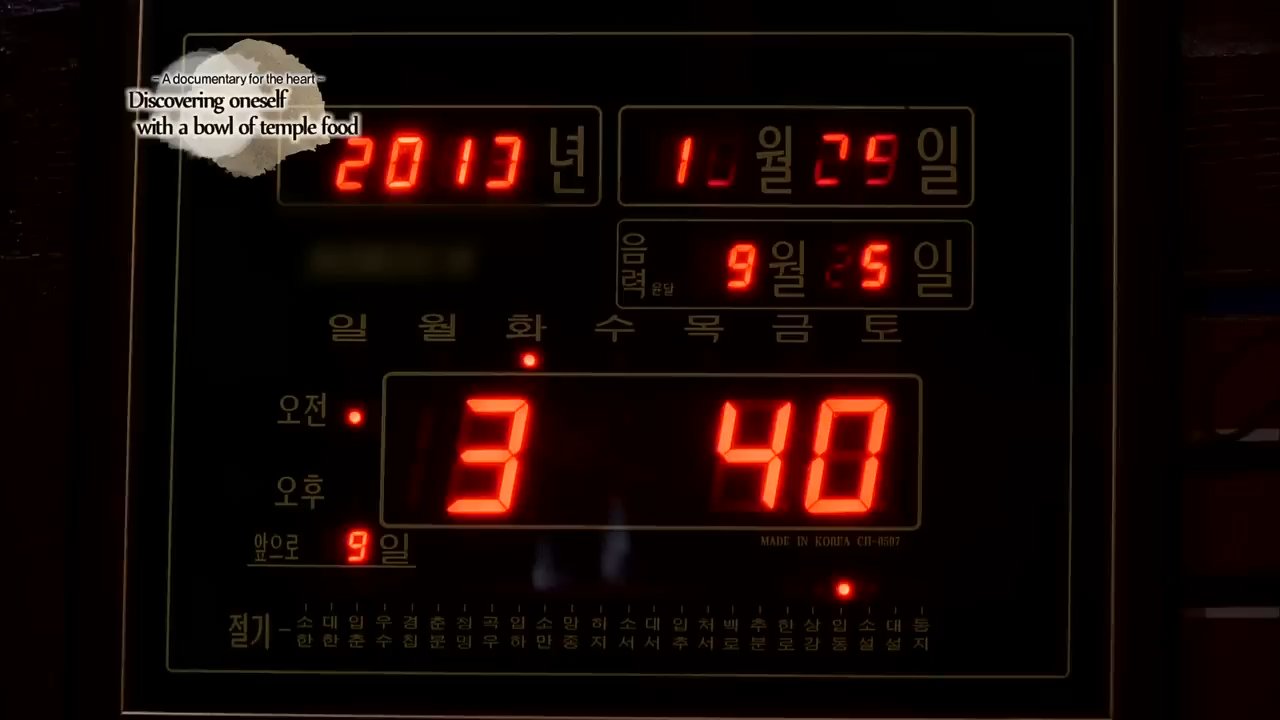 ~ A documentary for the heart ~
Discovering oneself
with a bowl of temple food
2013 년
10 월 29 일
음력 윤달 9 월 25 일
일 월 화 수 목 금 토
오전
3 40
오후
앞으로 9 일
MADE IN KOREA
절기 소한 대한 입춘 우수 경칩 춘분 청명 곡우 입하 소만 망종 하지 소서 대서 입추 처서 백로 추분 한로 상강 입동 소설 대설 동지